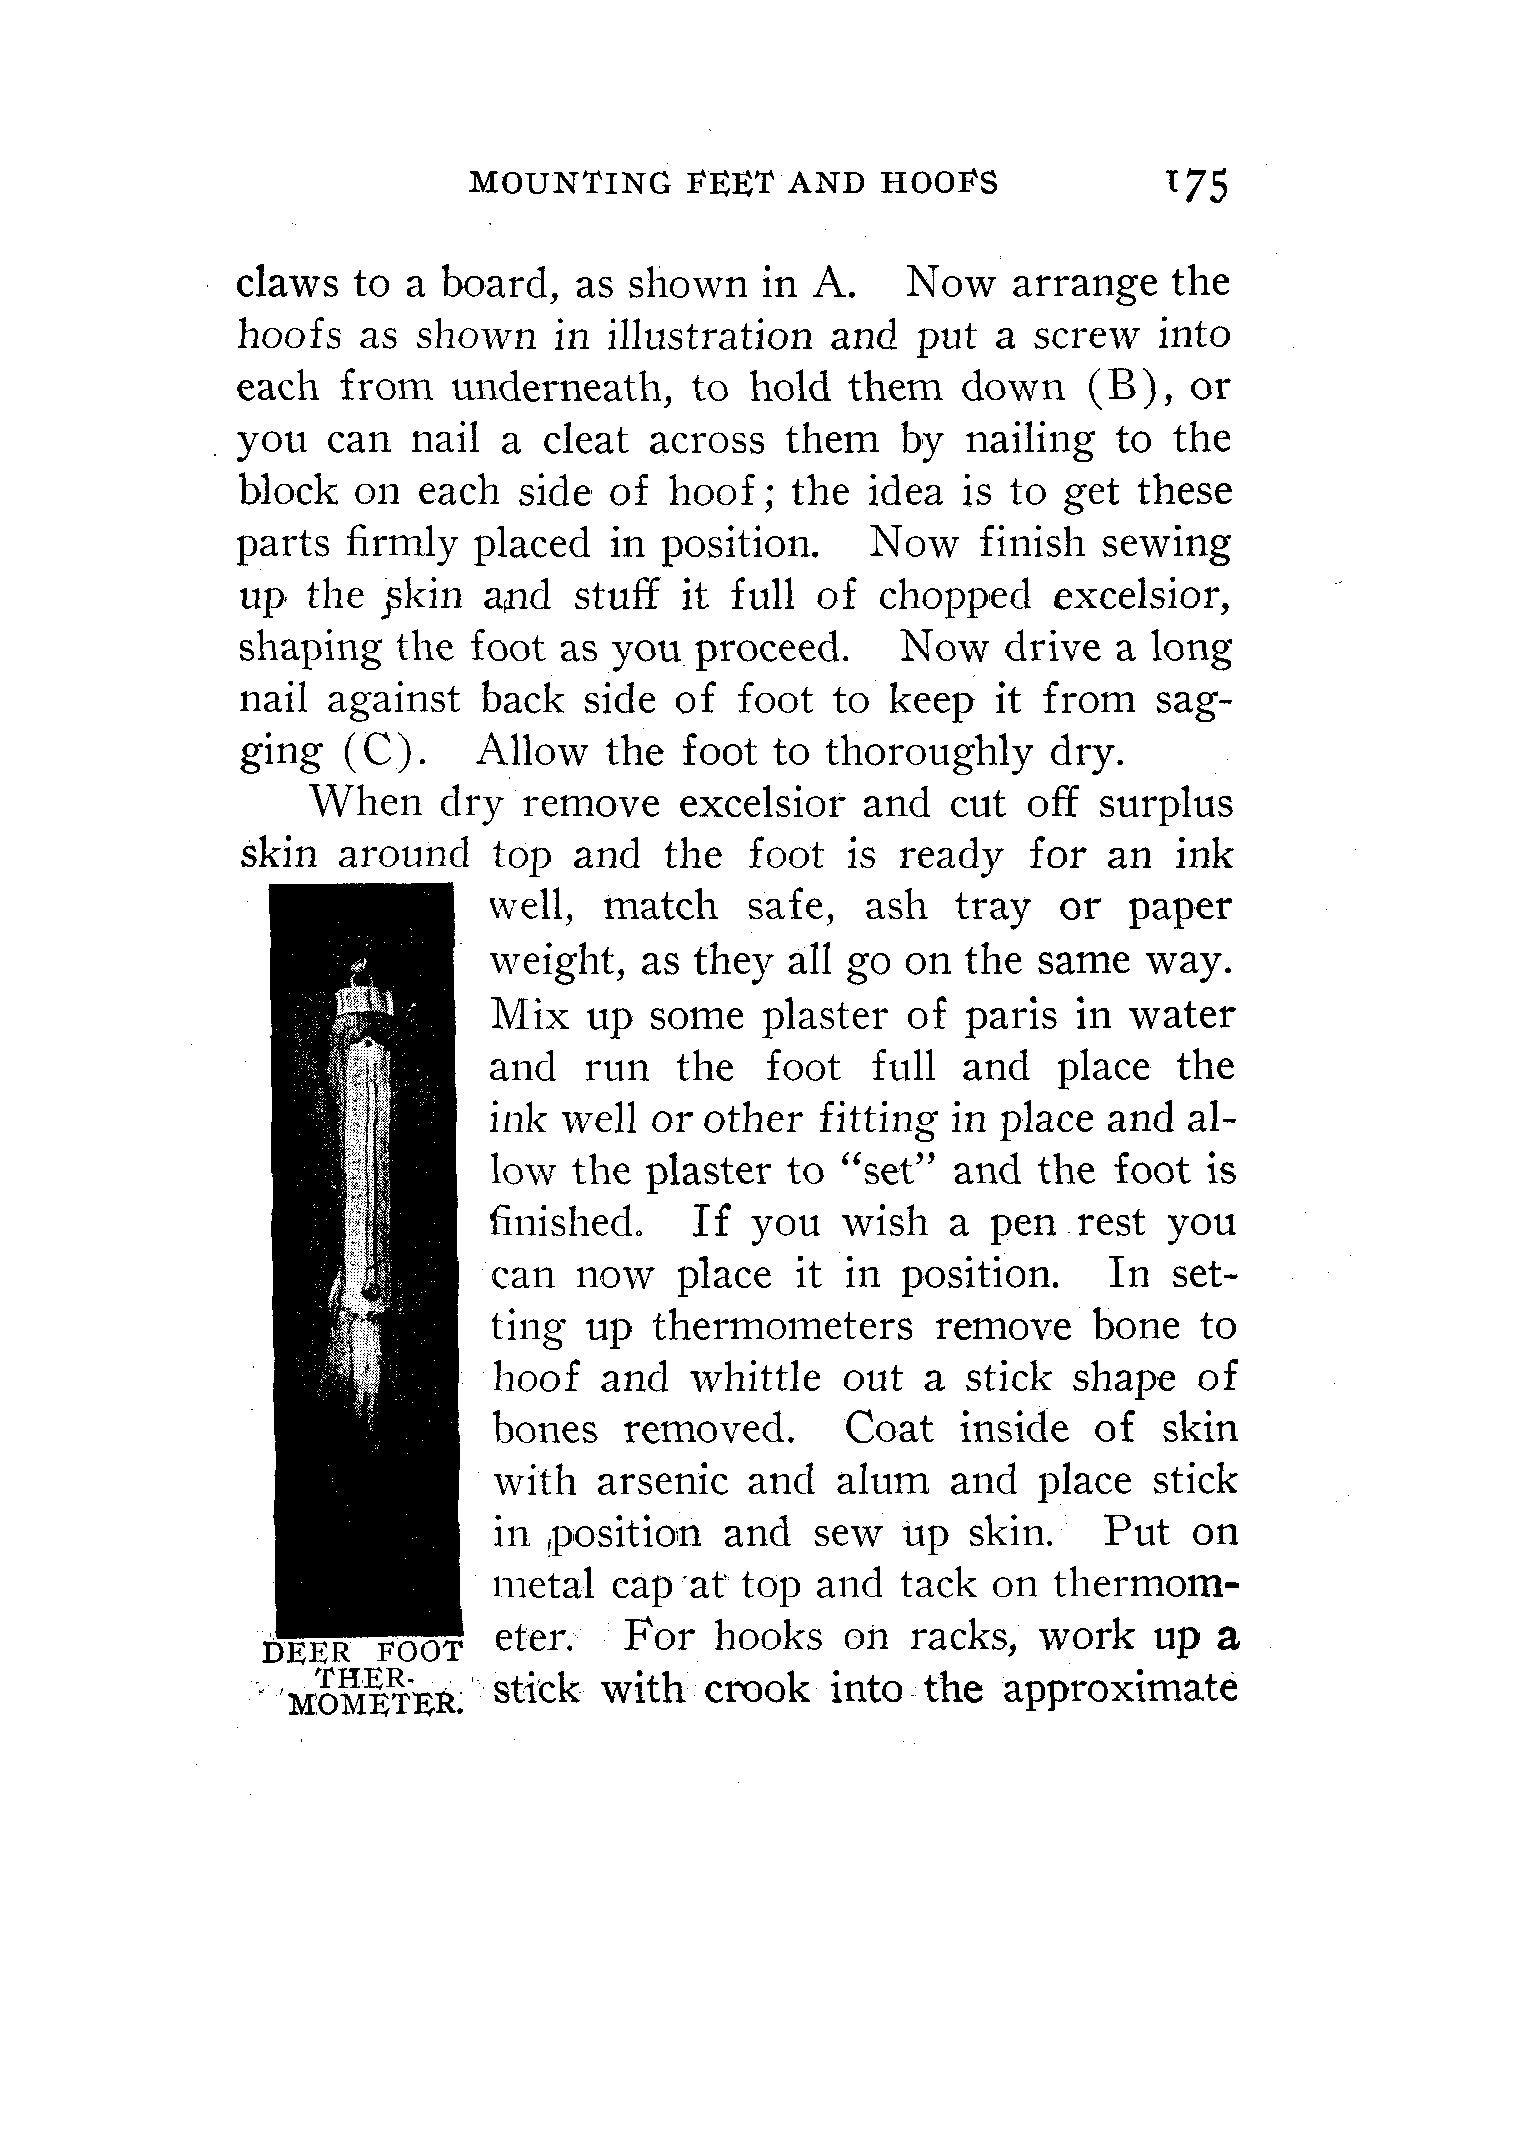 MOUNTING FEET AND HOOFS 175
claws to a board, as shown in A. Now arrange the
hoofs as shown in illustration and put a screw into
each from underneath, to hold them down (B), or
you can nail a cleat across them by nailing to the
block on each side of hoof; the idea is to get these
parts firmly placed in position. Now finish sewing
up the skin and stuff it full of chopped excelsior,
shaping the foot as you proceed. Now drive a long
nail against back side of foot to keep it from sag-
ging (C). Allow the foot to thoroughly dry.
When dry remove excelsior and cut off surplus
skin around top and the foot is ready for an ink
well, match safe, ash tray or paper
weight, as they all go on the same way.
Mix up some plaster of paris in water
and run the foot full and place the
ink well or other fitting in place and al-
low the plaster to “set” and the foot is
finished. If you wish a pen rest you
can now place it in position. In set-
ting up thermometers remove bone to
hoof and whittle out a stick shape of
bones removed. Coat inside of skin
with arsenic and alum and place stick
in position and sew up skin. Put on
metal cap at top and tack on thermom-
eter. For hooks on racks, work up a
stick with crook into the approximate
DEER FOOT
THER-
MOMETER.